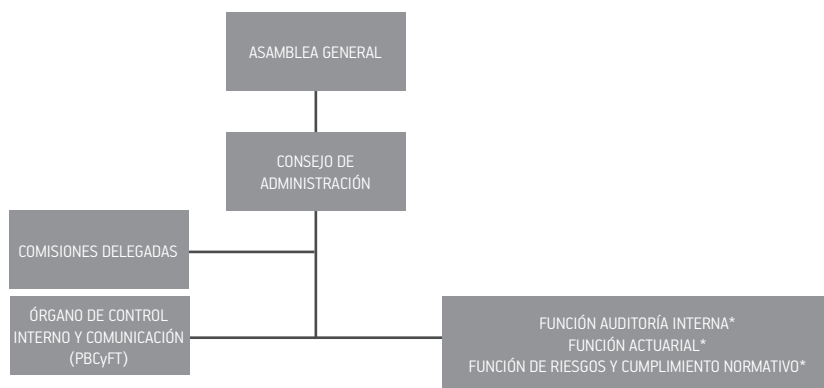 ASAMBLEA GENERAL
CONSEJO DE
ADMINISTRACIÓN
COMISIONES DELEGADAS
ÓRGANO DE CONTROL
INTERNO Y COMUNICACIÓN
(PBCyFT)
FUNCIÓN AUDITORÍA INTERNA*
FUNCIÓN ACTUARIAL*
FUNCIÓN DE RIESGOS Y CUMPLIMIENTO NORMATIVO*